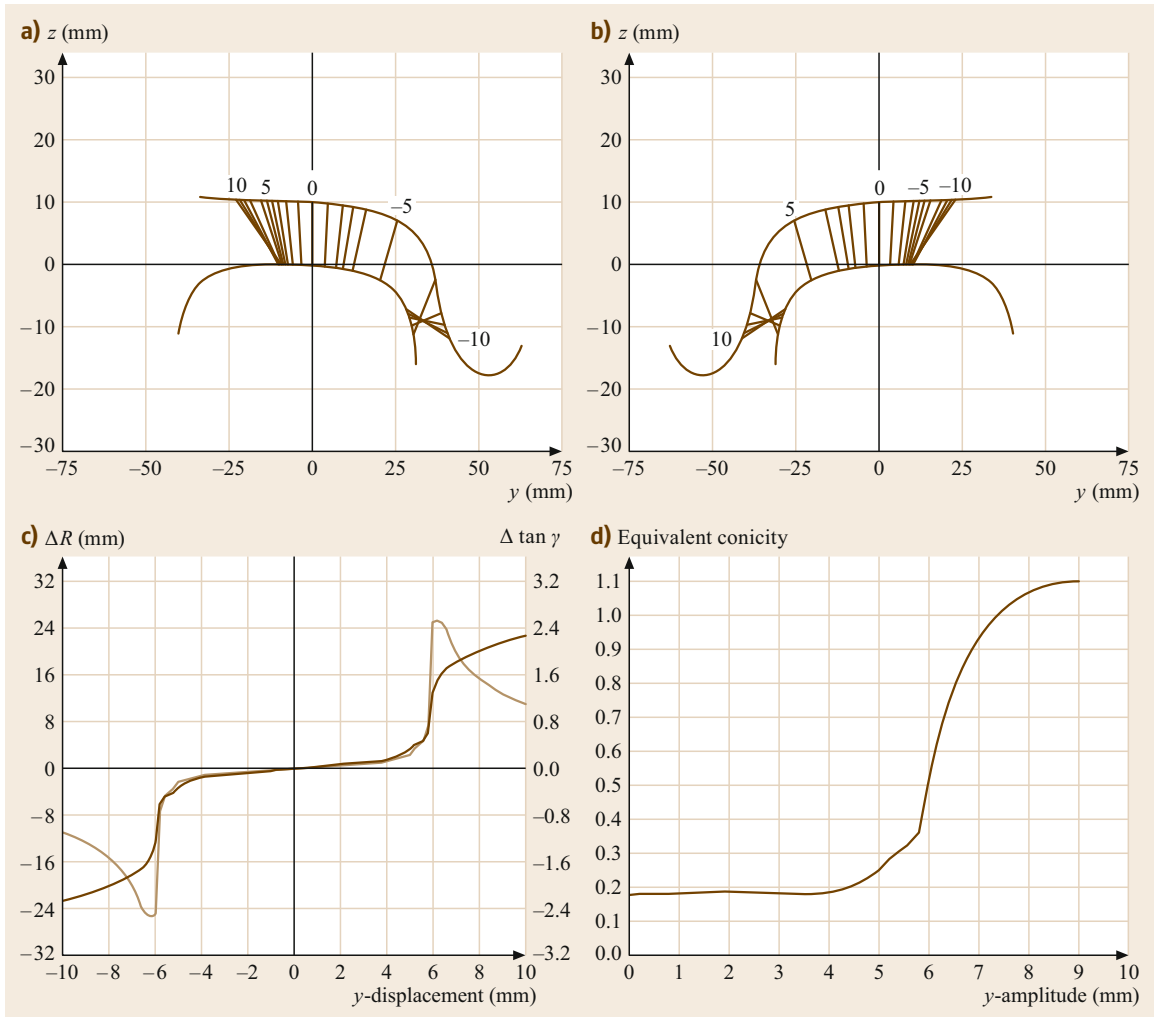 a) z (mm)
30
20
10
0
−10
−20
−30
10 5 0 −5
−10
−75 −50 −25 0 25 50 75
y (mm)
b) z (mm)
30
20
10
0
−10
−20
−30
5 0 −5 −10
10
−75 −50 −25 0 25 50 75
y (mm)
c) ΔR (mm) Δ tan γ
32 3.2
24 2.4
16 1.6
8 0.8
0 0.0
−8 −0.8
−16 −1.6
−24 −2.4
−32 −3.2
−10 −8 −6 −4 −2 0 2 4 6 8 10
y-displacement (mm)
d) Equivalent conicity
1.1
1.0
0.9
0.8
0.7
0.6
0.5
0.4
0.3
0.2
0.1
0.0
0 1 2 3 4 5 6 7 8 9 10
y-amplitude (mm)